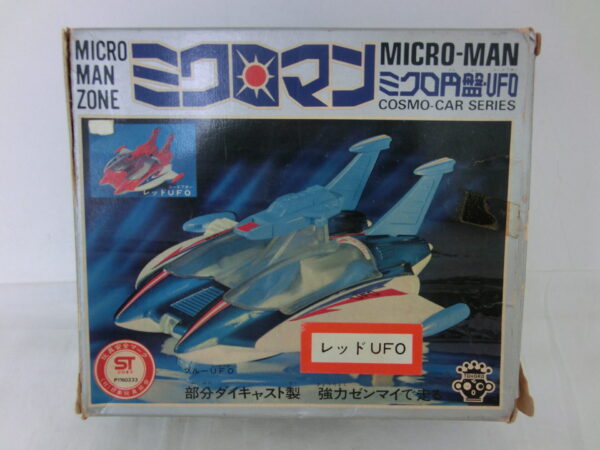 MICRO
MAN
ZONE
ミクロマン
MICRO-MAN
ミクロ円盤・UFO
COSMO-CAR SERIES
レッドUFO
ブルーUFO
レッドUFO
ST
部分ダイキャスト製 強力ゼンマイで走る